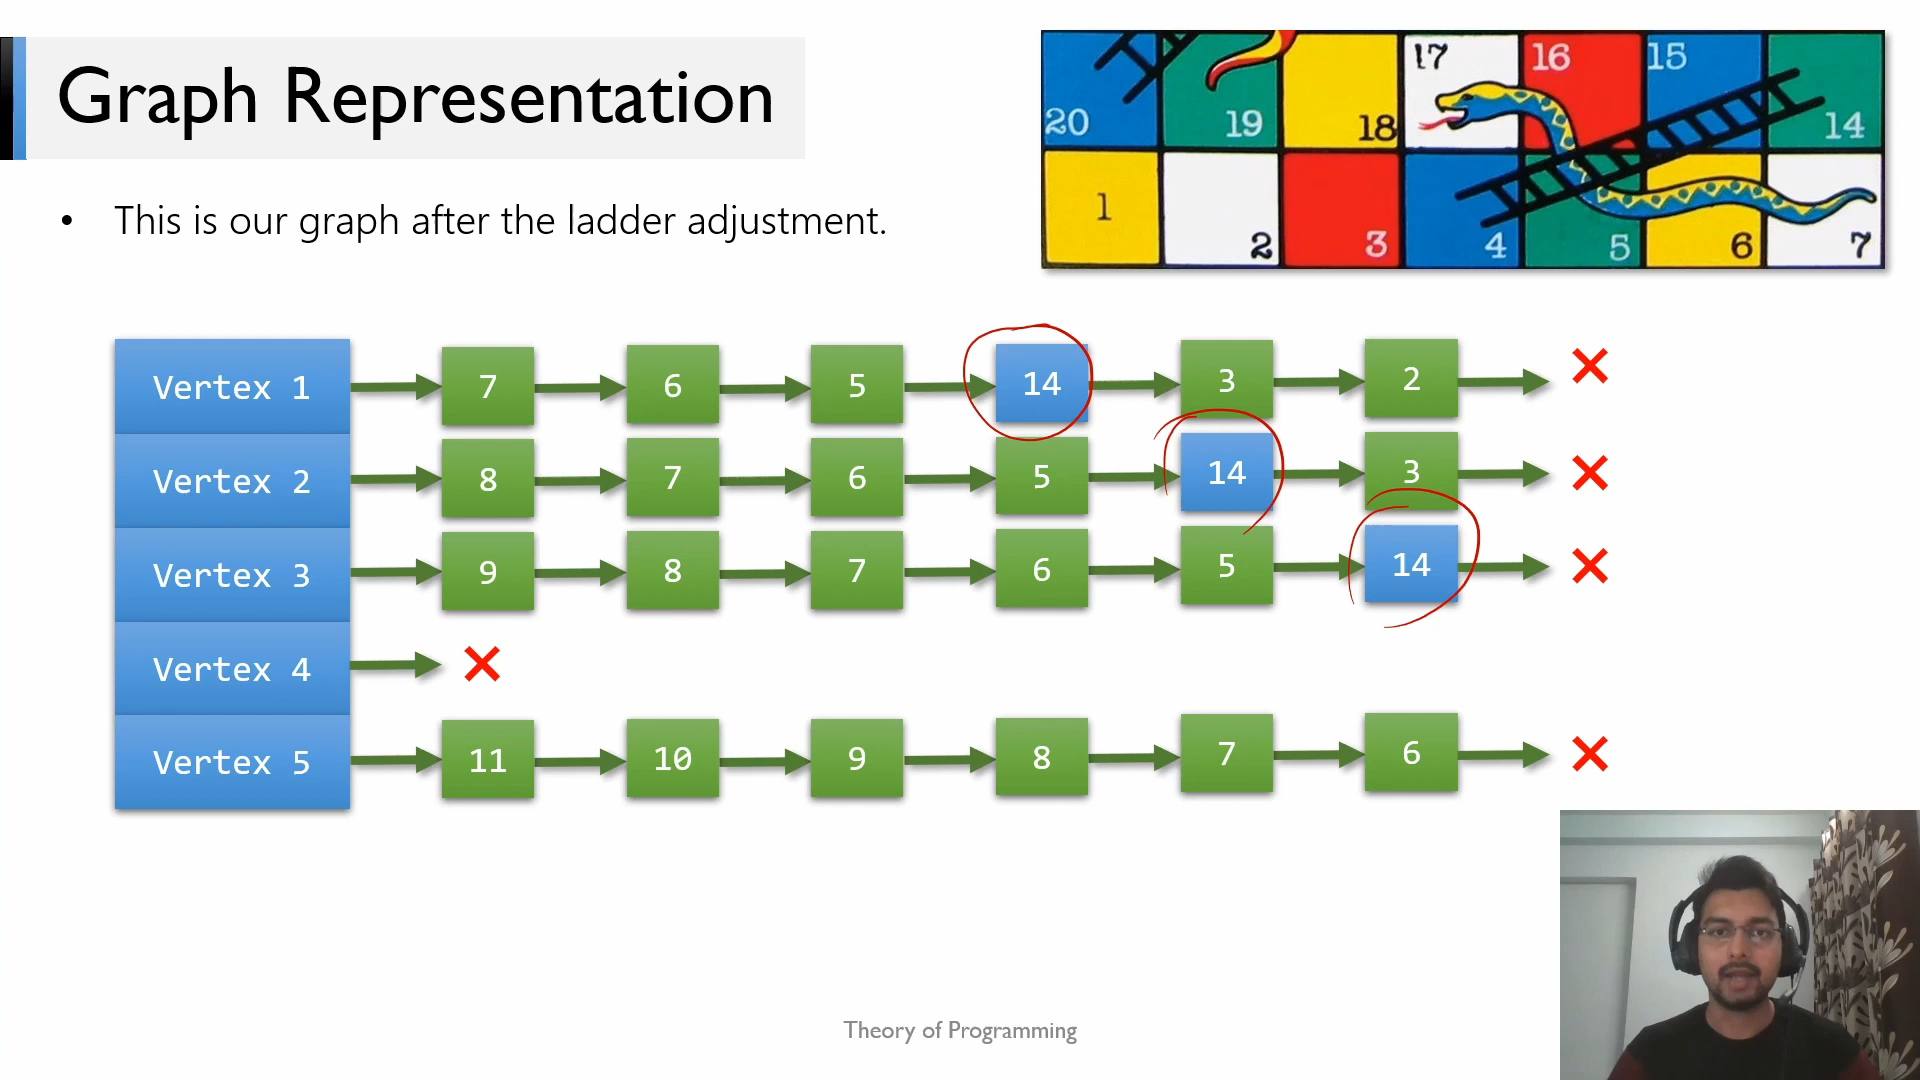 Graph Representation
• This is our graph after the ladder adjustment.
20 19 18 17 16 15 14
1 2 3 4 5 6 7
Vertex 1 7 6 5 14 3 2
Vertex 2 8 7 6 5 14 3
Vertex 3 9 8 7 6 5 14
Vertex 4
Vertex 5 11 10 9 8 7 6
Theory of Programming